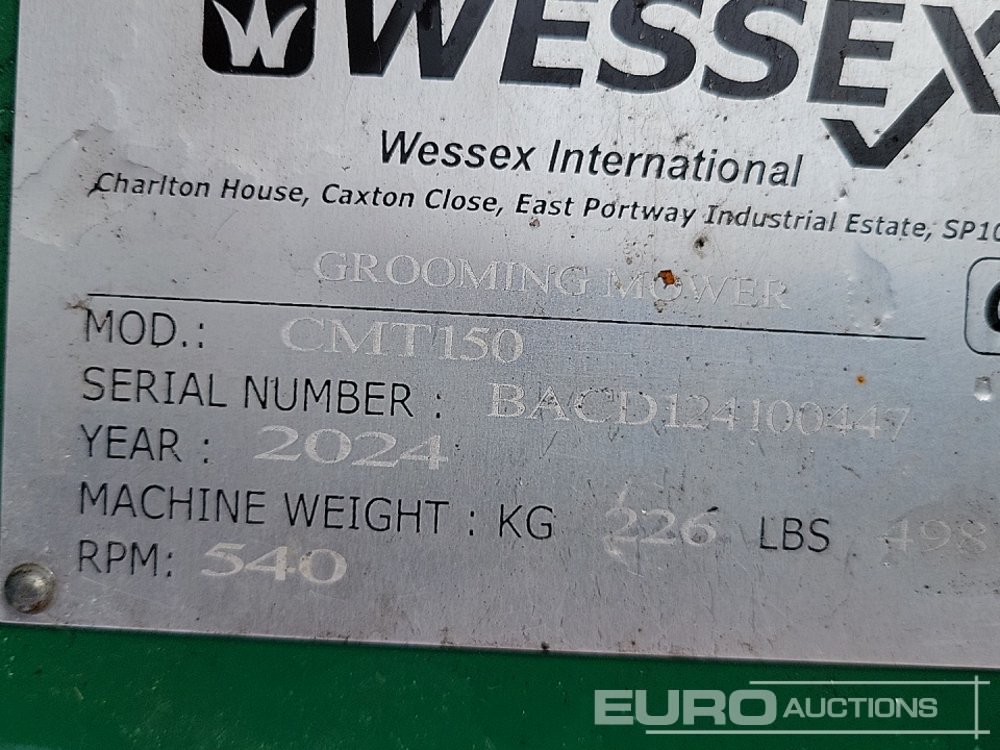 WESSEX
Wessex International
Charlton House, Caxton Close, East Portway Industrial Estate, SP10
GROOMING MOWER
MOD.: CMT150
SERIAL NUMBER : BACD124100447
YEAR : 2024
MACHINE WEIGHT : KG 226 LBS 498
RPM: 540
EURO AUCTIONS